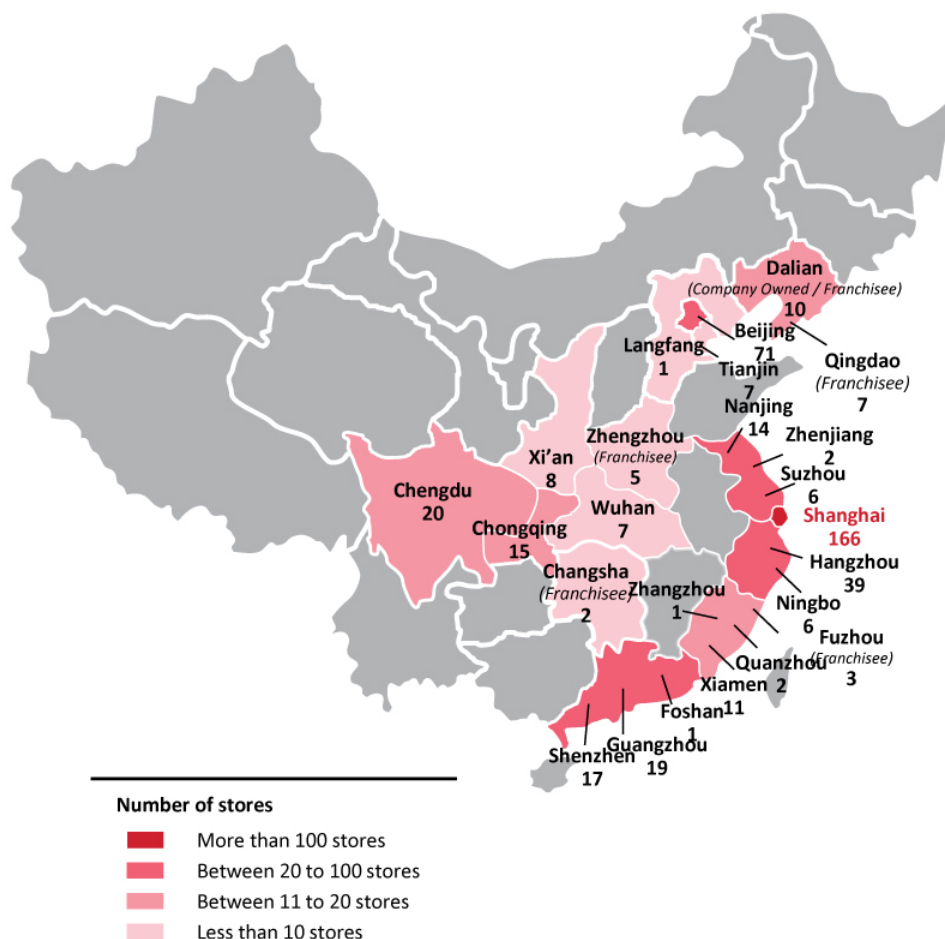 Dalian
(Company Owned / Franchisee)
10
Beijing
71
Langfang
1
Tianjin
7
Qingdao
(Franchisee)
7
Nanjing
14
Zhenjiang
2
Suzhou
6
Zhengzhou
(Franchisee)
5
Xi’an
8
Chengdu
20
Chongqing
15
Wuhan
7
Shanghai
166
Hangzhou
39
Changsha
(Franchisee)
2
Zhangzhou
1
Ningbo
6
Fuzhou
(Franchisee)
3
Quanzhou
2
Xiamen
11
Foshan
1
Guangzhou
19
Shenzhen
17
Number of stores
More than 100 stores
Between 20 to 100 stores
Between 11 to 20 stores
Less than 10 stores